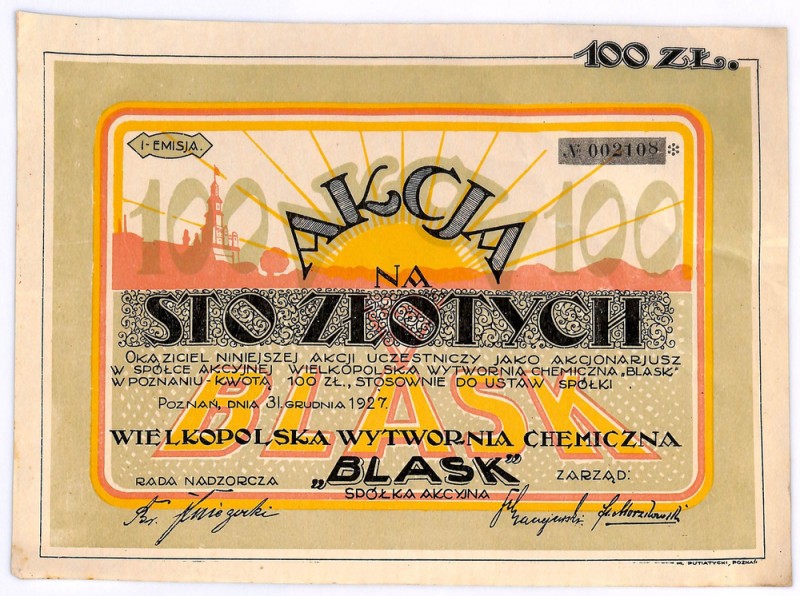 100 ZŁ.
I-EMISJA.
№ 002108
100 100
AKCJA
NA
STO ZŁOTYCH
OKAZICIEL NINIEJSZEJ AKCJI UCZESTNICZY JAKO AKCJONARJUSZ
W SPÓŁCE AKCYJNEJ WIELKOPOLSKA WYTWORNIA CHEMICZNA „BLASK"
W POZNANIU - KWOTĄ 100 ZŁ., STOSOWNIE DO USTAW SPÓŁKI.
POZNAŃ, DNIA 31. GRUDNIA 1927.
BLASK
WIELKOPOLSKA WYTWORNIA CHEMICZNA
„BLASK"
SPÓŁKA AKCYJNA
RADA NADZORCZA
ZARZĄD:
M. PUTIATYCKI, POZNAŃ